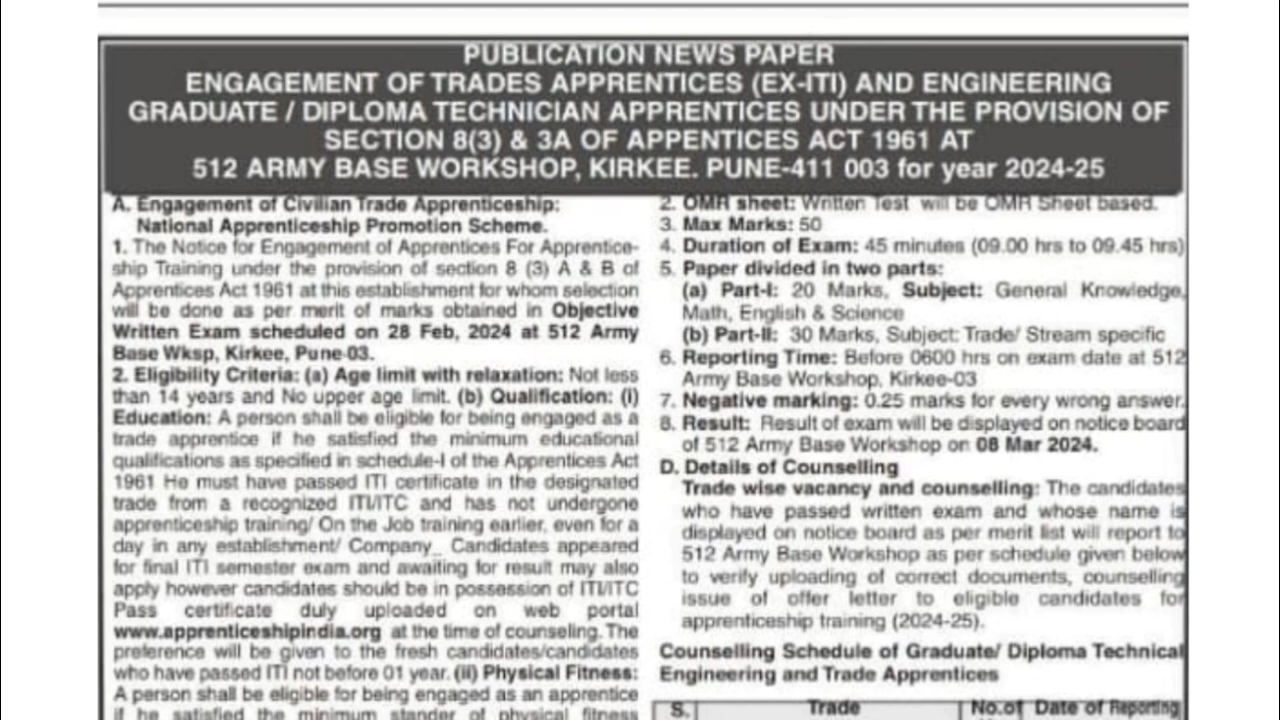 PUBLICATION NEWS PAPER
ENGAGEMENT OF TRADES APPRENTICES (EX-ITI) AND ENGINEERING
GRADUATE / DIPLOMA TECHNICIAN APPRENTICES UNDER THE PROVISION OF
SECTION 8(3) & 3A OF APPENTICES ACT 1961 AT
512 ARMY BASE WORKSHOP, KIRKEE. PUNE-411 003 for year 2024-25
A. Engagement of Civilian Trade Apprenticeship:
National Apprenticeship Promotion Scheme.
1. The Notice for Engagement of Apprentices For Apprentice-
ship Training under the provision of section 8 (3) A & B of
Apprentices Act 1961 at this establishment for whom selection
will be done as per merit of marks obtained in Objective
Written Exam scheduled on 28 Feb, 2024 at 512 Army
Base Wksp, Kirkee, Pune-03.
2. Eligibility Criteria: (a) Age limit with relaxation: Not less
than 14 years and No upper age limit. (b) Qualification: (i)
Education: A person shall be eligible for being engaged as a
trade apprentice if he satisfied the minimum educational
qualifications as specified in schedule-I of the Apprentices Act
1961 He must have passed ITI certificate in the designated
trade from a recognized ITI/ITC and has not undergone
apprenticeship training/ On the Job training earlier, even for a
day in any establishment/ Company_ Candidates appeared
for final ITI semester exam and awaiting for result may also
apply however candidates should be in possession of ITI/ITC
Pass certificate duly uploaded on web portal
www.apprenticeshipindia.org at the time of counseling. The
preference will be given to the fresh candidates/candidates
who have passed ITI not before 01 year. (ii) Physical Fitness:
A person shall be eligible for being engaged as an apprentice
if he satisfied the minimum stander of physical fitness
2. OMR sheet: Written Test will be OMR Sheet based.
3. Max Marks: 50
4. Duration of Exam: 45 minutes (09.00 hrs to 09.45 hrs)
5. Paper divided in two parts:
(a) Part-I: 20 Marks, Subject: General Knowledge,
Math, English & Science
(b) Part-II: 30 Marks, Subject: Trade/ Stream specific
6. Reporting Time: Before 0600 hrs on exam date at 512
Army Base Workshop, Kirkee-03
7. Negative marking: 0.25 marks for every wrong answer.
8. Result: Result of exam will be displayed on notice board
of 512 Army Base Workshop on 08 Mar 2024.
D. Details of Counselling
Trade wise vacancy and counselling: The candidates
who have passed written exam and whose name is
displayed on notice board as per merit list will report to
512 Army Base Workshop as per schedule given below
to verify uploading of correct documents, counselling
issue of offer letter to eligible candidates for
apprenticeship training (2024-25).
Counselling Schedule of Graduate/ Diploma Technical
Engineering and Trade Apprentices
S. Trade No.of Date of Reporting